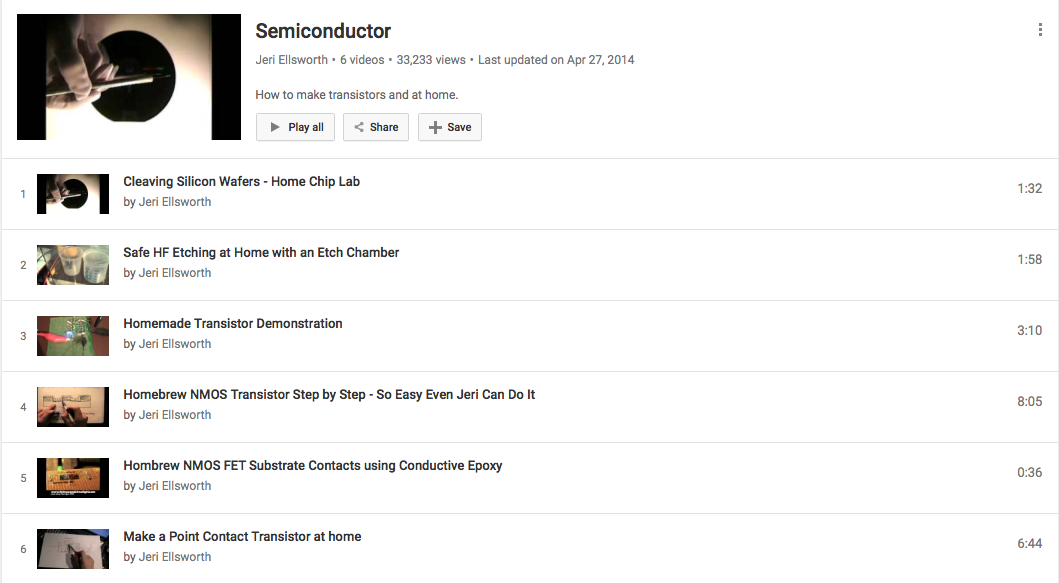 Semiconductor
Jeri Ellsworth • 6 videos • 33,233 views • Last updated on Apr 27, 2014
How to make transistors and at home.
Play all Share Save
1 Cleaving Silicon Wafers - Home Chip Lab 1:32
by Jeri Ellsworth
2 Safe HF Etching at Home with an Etch Chamber 1:58
by Jeri Ellsworth
3 Homemade Transistor Demonstration 3:10
by Jeri Ellsworth
4 Homebrew NMOS Transistor Step by Step - So Easy Even Jeri Can Do It 8:05
by Jeri Ellsworth
5 Hombrew NMOS FET Substrate Contacts using Conductive Epoxy 0:36
by Jeri Ellsworth
6 Make a Point Contact Transistor at home 6:44
by Jeri Ellsworth